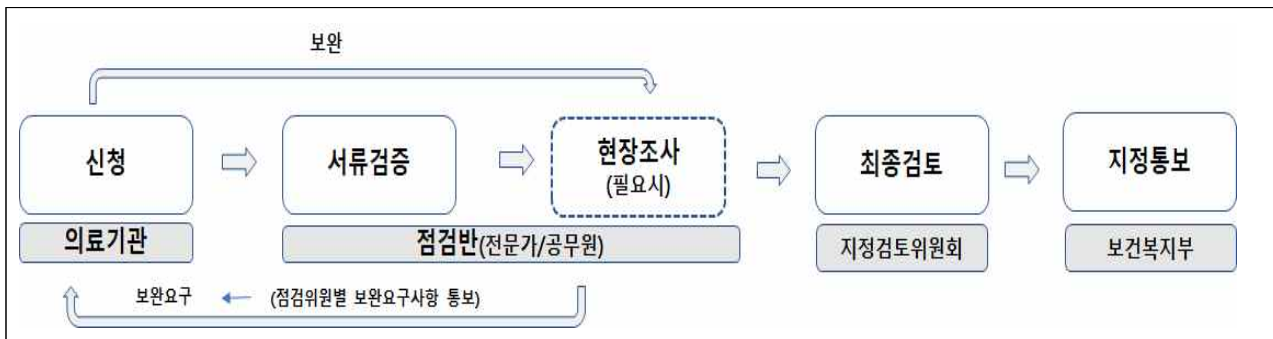 보완
신청
서류검증
현장조사
(필요시)
최종검토
지정통보
의료기관
점검반(전문가/공무원)
지정검토위원회
보건복지부
보완요구
(점검위원별 보완요구사항 통보)